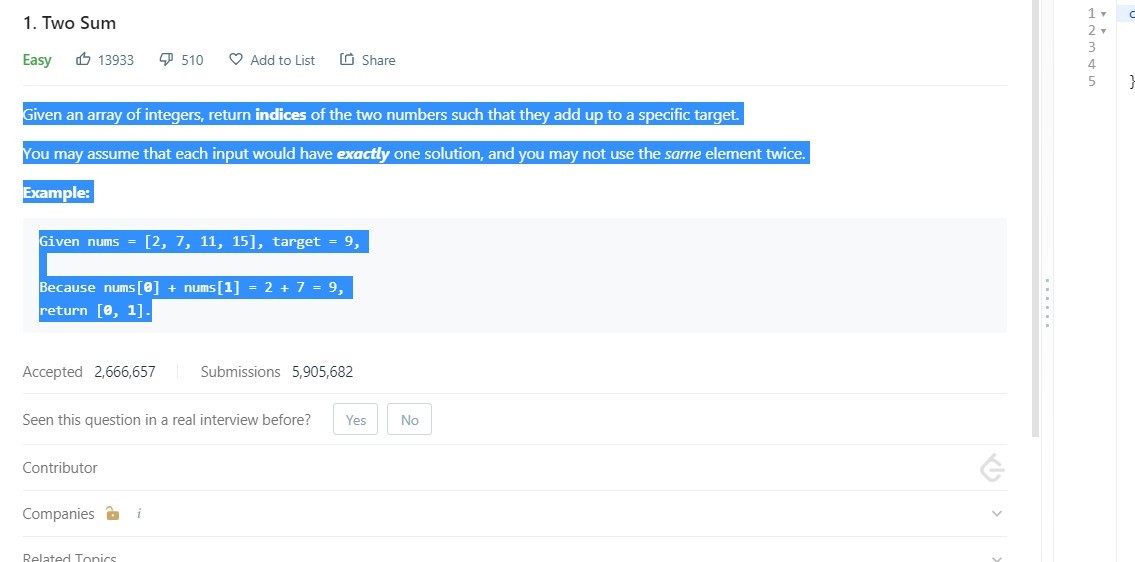 1. Two Sum
Easy 13933 510 Add to List Share
Given an array of integers, return indices of the two numbers such that they add up to a specific target.
You may assume that each input would have exactly one solution, and you may not use the same element twice.
Example:
Given nums = [2, 7, 11, 15], target = 9,
Because nums[0] + nums[1] = 2 + 7 = 9,
return [0, 1].
Accepted 2,666,657 Submissions 5,905,682
Seen this question in a real interview before? Yes No
Contributor
Companies i
Related Topics
1
2
3
4
5 }